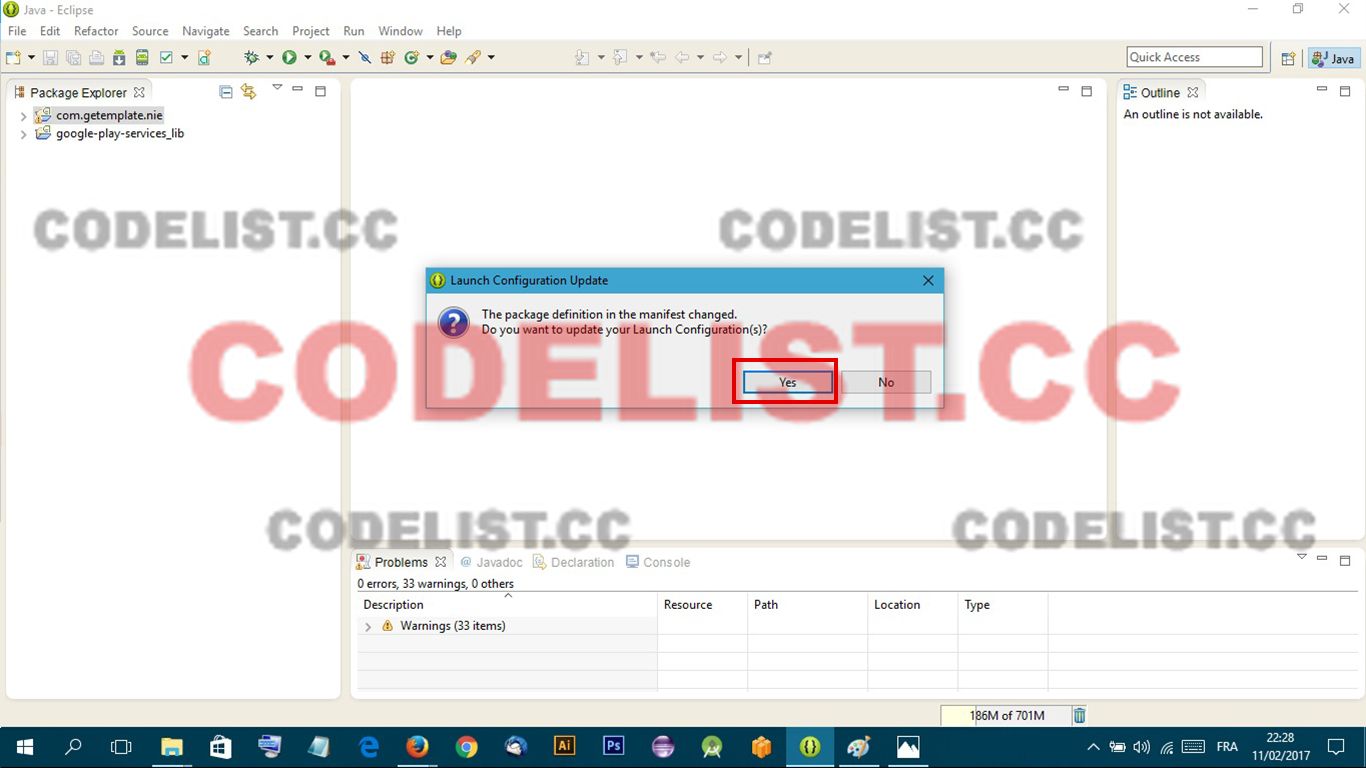 Java - Eclipse
File Edit Refactor Source Navigate Search Project Run Window Help
Quick Access
Java
Package Explorer
com.getemplate.nie
google-play-services_lib
Outline
An outline is not available.
CODELIST.CC CODELIST.CC
Launch Configuration Update
The package definition in the manifest changed.
Do you want to update your Launch Configuration(s)?
CODELIST.CC
Yes No
CODELIST.CC CODELIST.CC
Problems @ Javadoc Declaration Console
0 errors, 33 warnings, 0 others
Description Resource Path Location Type
Warnings (33 items)
186M of 701M
Ai Ps FRA 22:28
11/02/2017